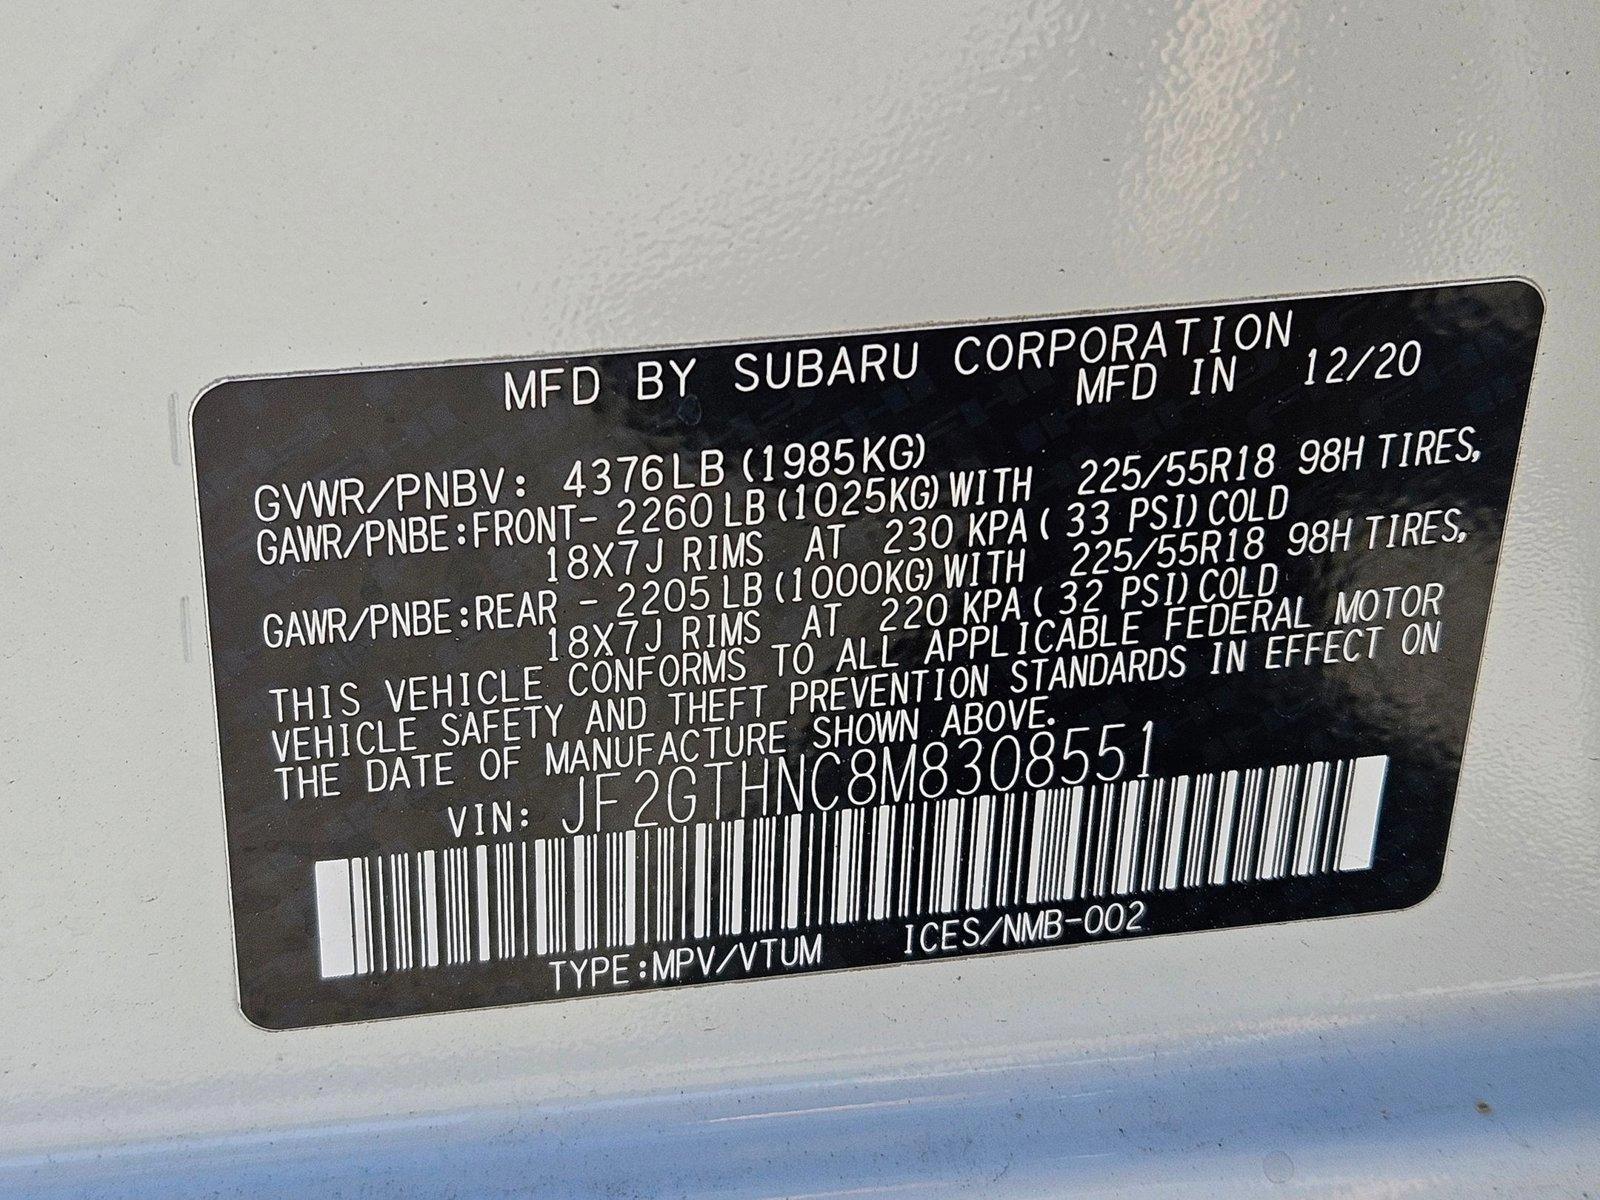 MFD BY SUBARU CORPORATION
MFD IN 12/20
GVWR/PNBV: 4376LB (1985KG)
GAWR/PNBE:FRONT- 2260 LB (1025KG) WITH 225/55R18 98H TIRES,
18X7J RIMS AT 230 KPA ( 33 PSI) COLD
GAWR/PNBE:REAR - 2205 LB (1000KG) WITH 225/55R18 98H TIRES,
18X7J RIMS AT 220 KPA ( 32 PSI) COLD
THIS VEHICLE CONFORMS TO ALL APPLICABLE FEDERAL MOTOR
VEHICLE SAFETY AND THEFT PREVENTION STANDARDS IN EFFECT ON
THE DATE OF MANUFACTURE SHOWN ABOVE.
VIN: JF2GTHNC8M8308551
TYPE:MPV/VTUM ICES/NMB-002